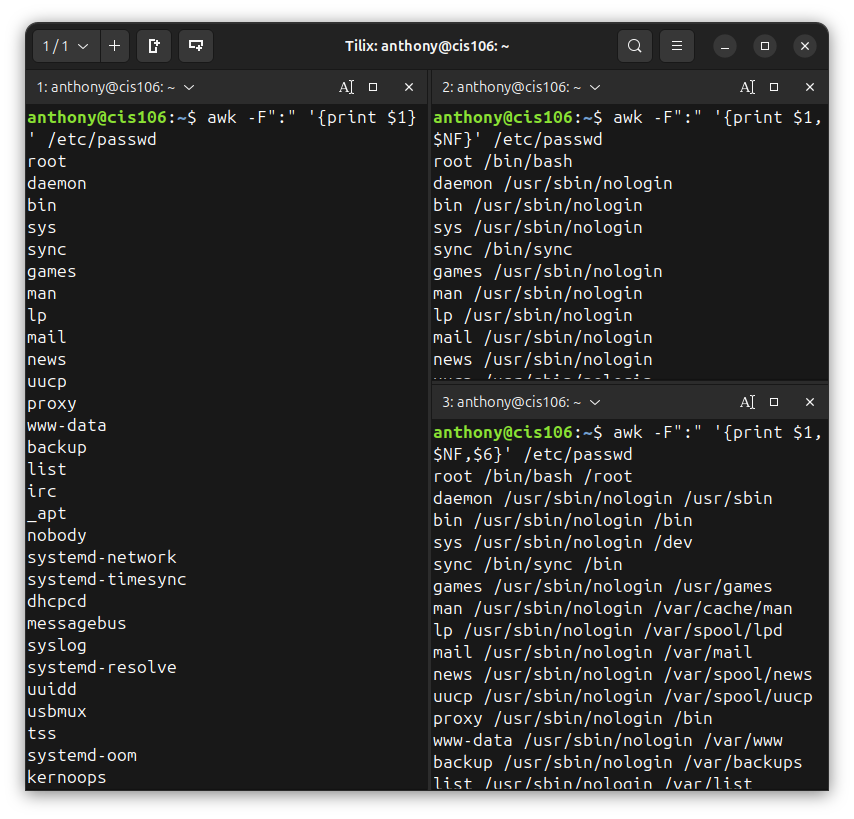 1 / 1
Tilix: anthony@cis106: ~
1: anthony@cis106: ~
anthony@cis106:~$ awk -F":" '{print $1}
' /etc/passwd
root
daemon
bin
sys
sync
games
man
lp
mail
news
uucp
proxy
www-data
backup
list
irc
_apt
nobody
systemd-network
systemd-timesync
dhcpcd
messagebus
syslog
systemd-resolve
uuidd
usbmux
tss
systemd-oom
kernoops
2: anthony@cis106: ~
anthony@cis106:~$ awk -F":" '{print $1,
$NF}' /etc/passwd
root /bin/bash
daemon /usr/sbin/nologin
bin /usr/sbin/nologin
sys /usr/sbin/nologin
sync /bin/sync
games /usr/sbin/nologin
man /usr/sbin/nologin
lp /usr/sbin/nologin
mail /usr/sbin/nologin
news /usr/sbin/nologin
3: anthony@cis106: ~
anthony@cis106:~$ awk -F":" '{print $1,
$NF,$6}' /etc/passwd
root /bin/bash /root
daemon /usr/sbin/nologin /usr/sbin
bin /usr/sbin/nologin /bin
sys /usr/sbin/nologin /dev
sync /bin/sync /bin
games /usr/sbin/nologin /usr/games
man /usr/sbin/nologin /var/cache/man
lp /usr/sbin/nologin /var/spool/lpd
mail /usr/sbin/nologin /var/mail
news /usr/sbin/nologin /var/spool/news
uucp /usr/sbin/nologin /var/spool/uucp
proxy /usr/sbin/nologin /bin
www-data /usr/sbin/nologin /var/www
backup /usr/sbin/nologin /var/backups
list /usr/sbin/nologin /var/list